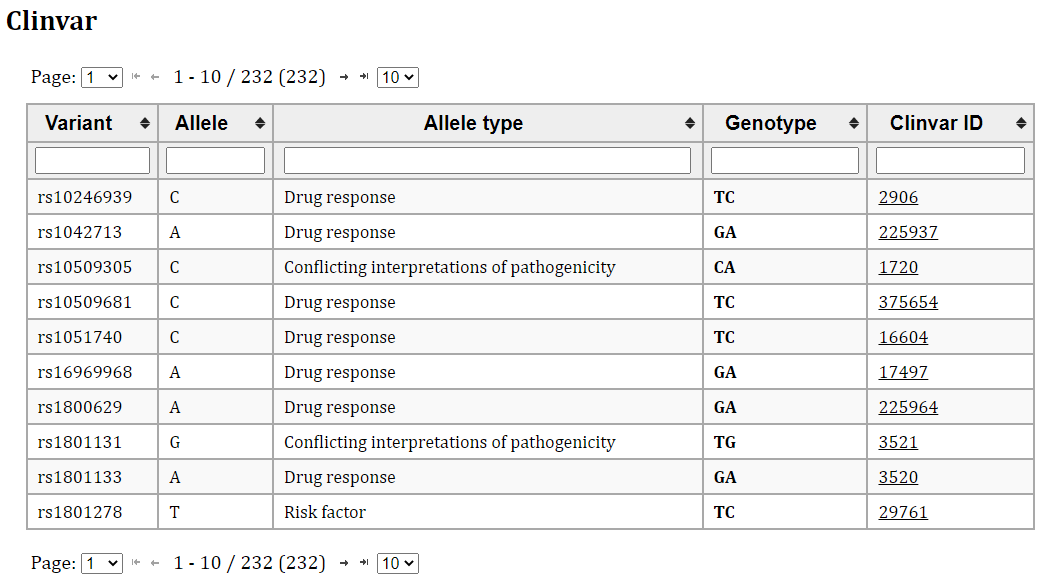 Clinvar
Page: 1 1 - 10 / 232 (232) 10
Variant Allele Allele type Genotype Clinvar ID
rs10246939 C Drug response TC 2906
rs1042713 A Drug response GA 225937
rs10509305 C Conflicting interpretations of pathogenicity CA 1720
rs10509681 C Drug response TC 375654
rs1051740 C Drug response TC 16604
rs16969968 A Drug response GA 17497
rs1800629 A Drug response GA 225964
rs1801131 G Conflicting interpretations of pathogenicity TG 3521
rs1801133 A Drug response GA 3520
rs1801278 T Risk factor TC 29761
Page: 1 1 - 10 / 232 (232) 10